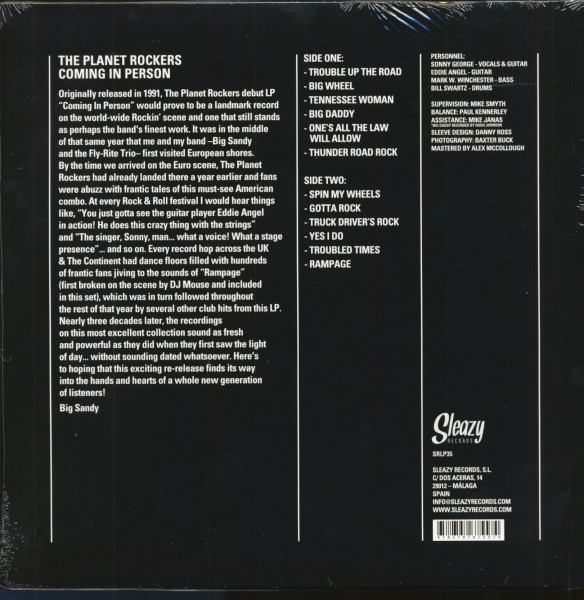 THE PLANET ROCKERS
COMING IN PERSON
Originally released in 1991, The Planet Rockers debut LP
"Coming In Person" would prove to be a landmark record
on the world-wide Rockin' scene and one that still stands
as perhaps the band's finest work. It was in the middle
of that same year that me and my band –Big Sandy
and the Fly-Rite Trio– first visited European shores.
By the time we arrived on the Euro scene, The Planet
Rockers had already landed there a year earlier and fans
were abuzz with frantic tales of this must-see American
combo. At every Rock & Roll festival I would hear things
like, "You just gotta see the guitar player Eddie Angel
in action! He does this crazy thing with the strings"
and "The singer, Sonny, man... what a voice! What a stage
presence"... and so on. Every record hop across the UK
& The Continent had dance floors filled with hundreds
of frantic fans jiving to the sounds of "Rampage"
(first broken on the scene by DJ Mouse and included
in this set), which was in turn followed throughout
the rest of that year by several other club hits from this LP.
Nearly three decades later, the recordings
on this most excellent collection sound as fresh
and powerful as they did when they first saw the light
of day... without sounding dated whatsoever. Here's
to hoping that this exciting re-release finds its way
into the hands and hearts of a whole new generation
of listeners!
Big Sandy
SIDE ONE:
- TROUBLE UP THE ROAD
- BIG WHEEL
- TENNESSEE WOMAN
- BIG DADDY
- ONE'S ALL THE LAW
WILL ALLOW
- THUNDER ROAD ROCK
SIDE TWO:
- SPIN MY WHEELS
- GOTTA ROCK
- TRUCK DRIVER'S ROCK
- YES I DO
- TROUBLED TIMES
- RAMPAGE
PERSONNEL:
SONNY GEORGE - VOCALS & GUITAR
EDDIE ANGEL - GUITAR
MARK W. WINCHESTER - BASS
BILL SWARTZ - DRUMS
SUPERVISION: MIKE SMYTH
BALANCE: PAUL KENNERLEY
ASSISTANCE: MIKE JANAS
SLEEVE DESIGN: DANNY ROSS
PHOTOGRAPHY: BAXTER BUCK
MASTERED BY ALEX MCCOLLOUGH
Sleazy
RECORDS
SRLP35
SLEAZY RECORDS, S.L.
C/ DOS ACERAS, 14
29012 – MÁLAGA
SPAIN
INFO@SLEAZYRECORDS.COM
WWW.SLEAZYRECORDS.COM